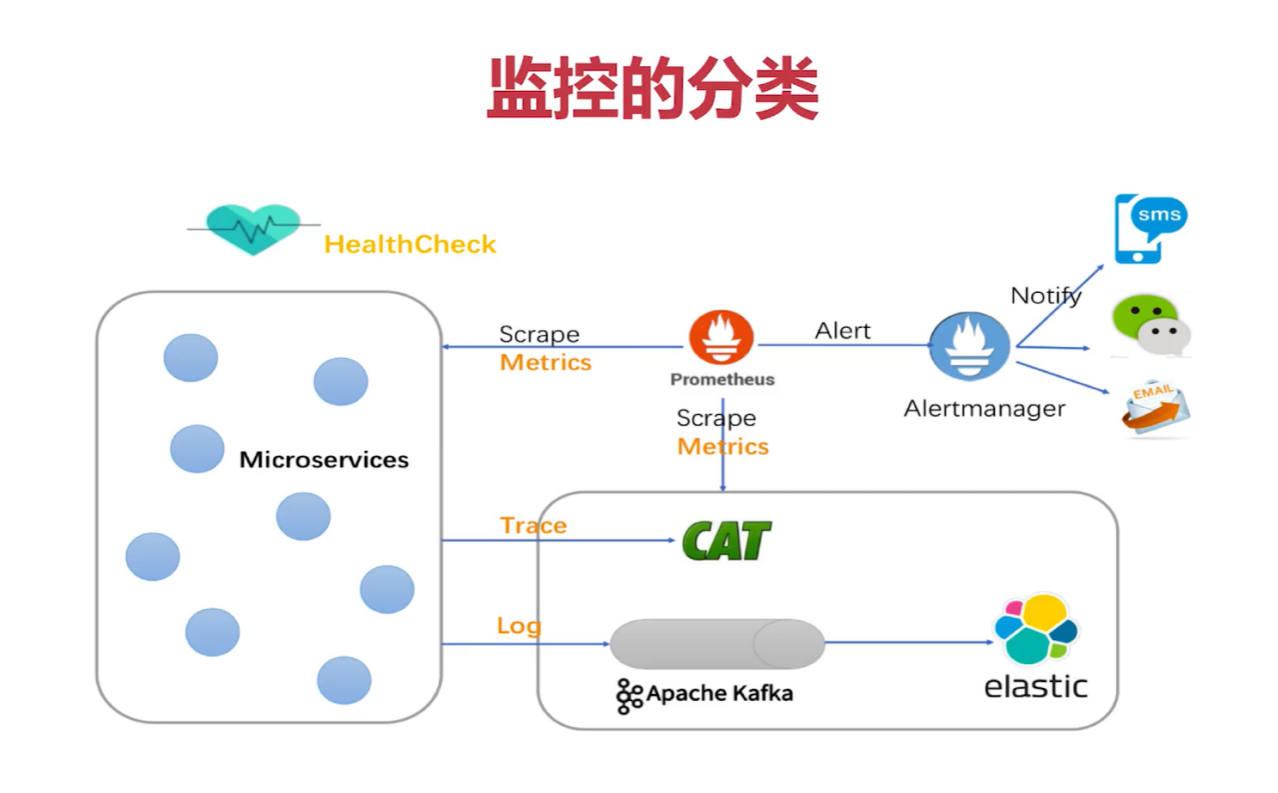 监控的分类
sms
HealthCheck
Notify
Scrape
Metrics
Alert
Prometheus
EMAIL
Alertmanager
Scrape
Metrics
Microservices
Trace
CAT
Log
elastic
Apache Kafka